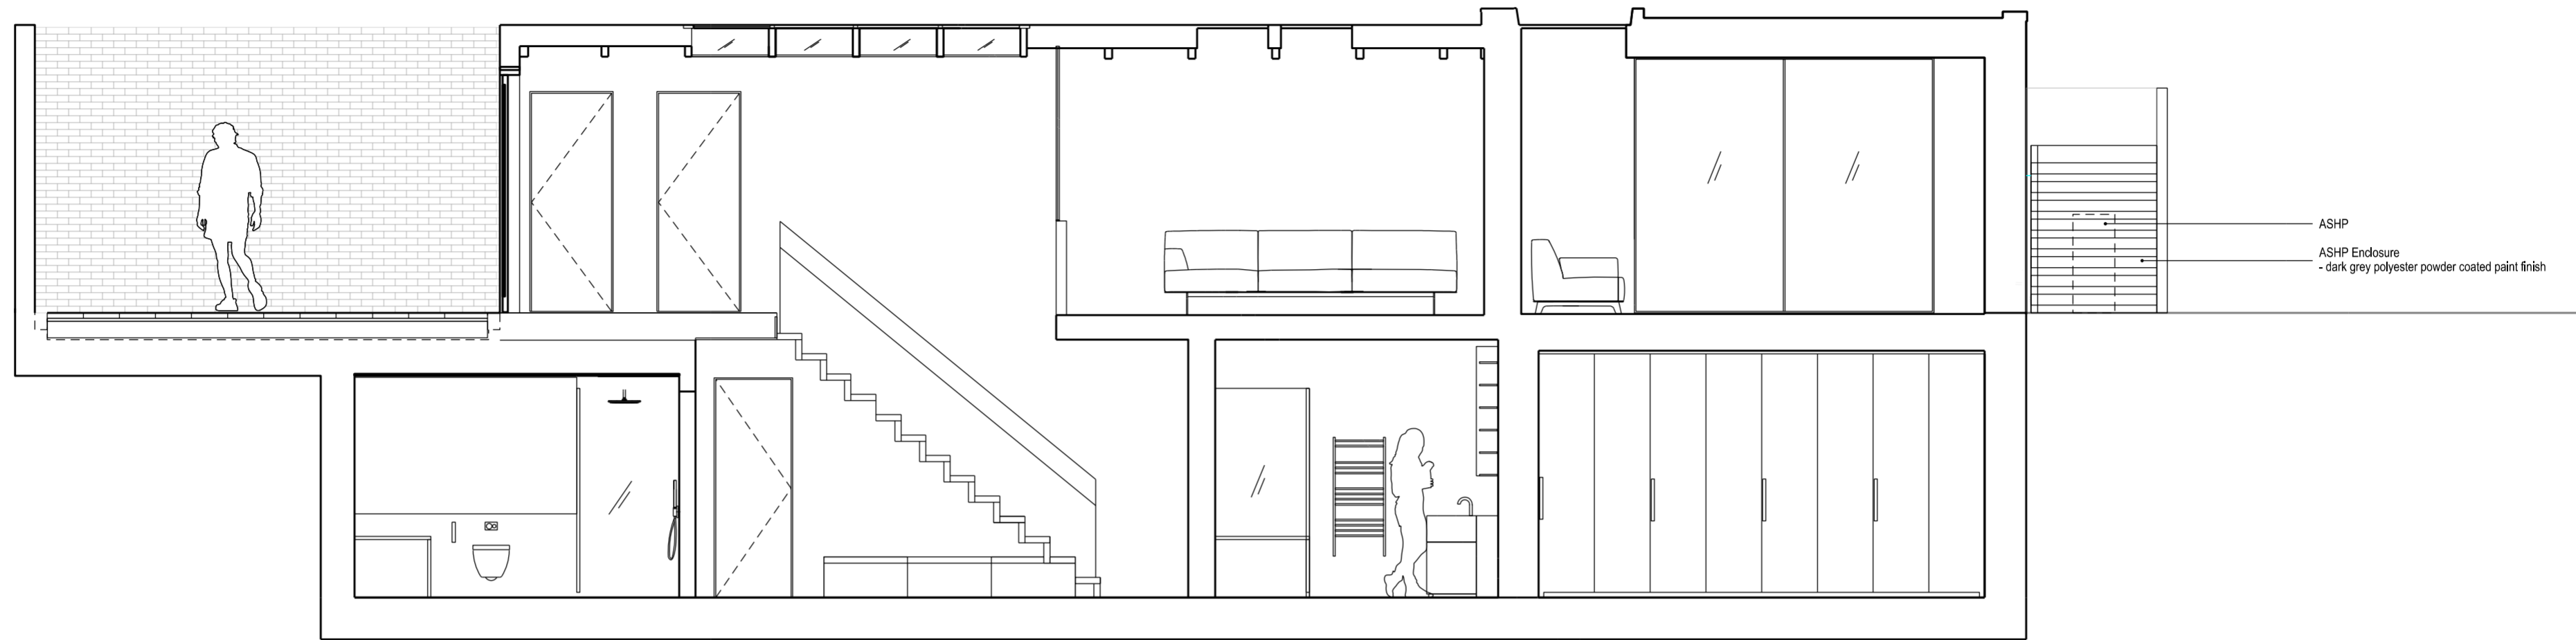 ASHP
ASHP Enclosure
- dark grey polyester powder coated paint finish